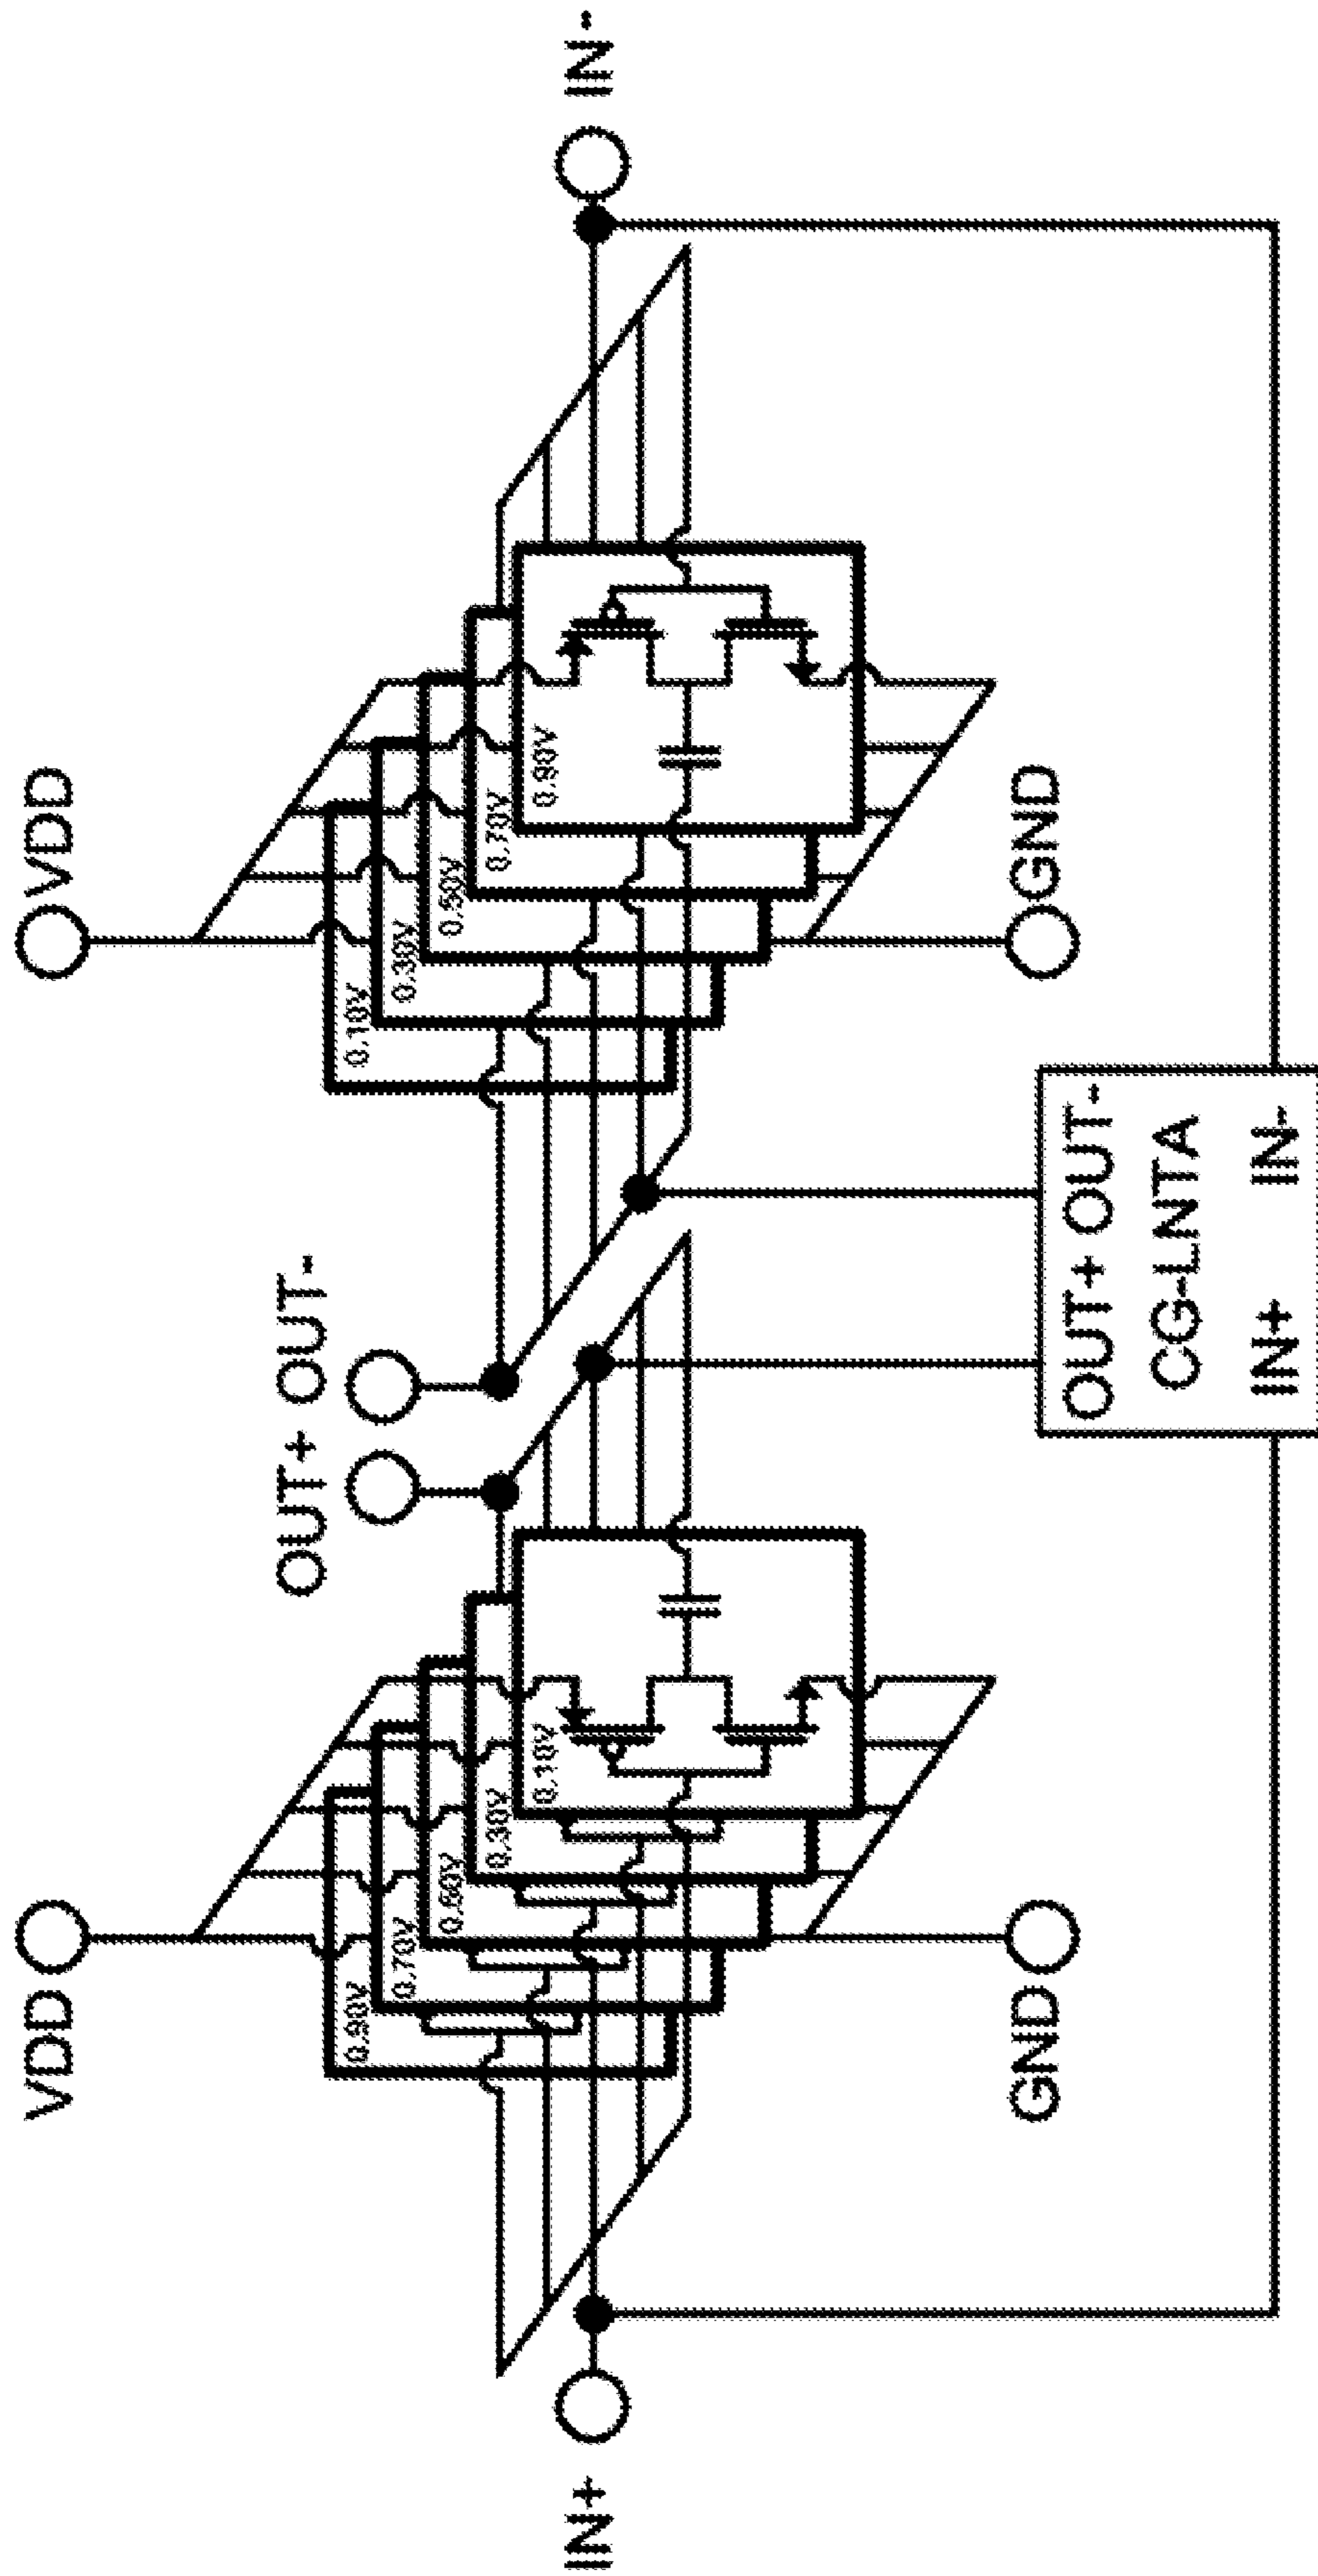 VDD
VDD
OUT+ OUT-
0.90V
0.70V
0.50V
0.30V
0.10V
0.10V
0.30V
0.50V
0.70V
0.90V
IN+
IN-
GND
GND
OUT+ OUT-
CG-LNTA
IN+ IN-